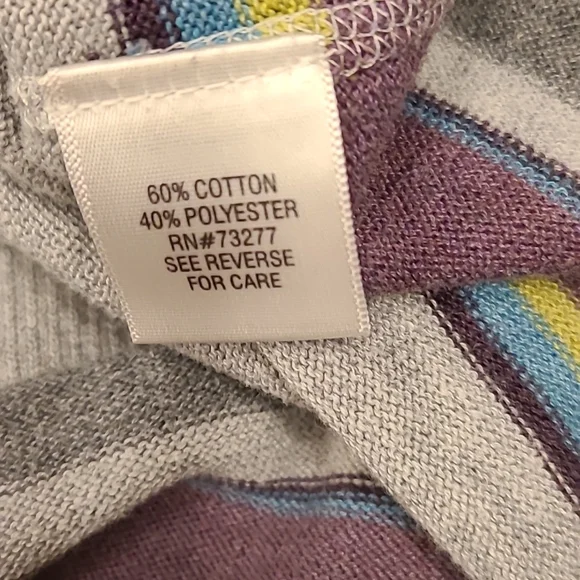 60% COTTON
40% POLYESTER
RN#73277
SEE REVERSE
FOR CARE